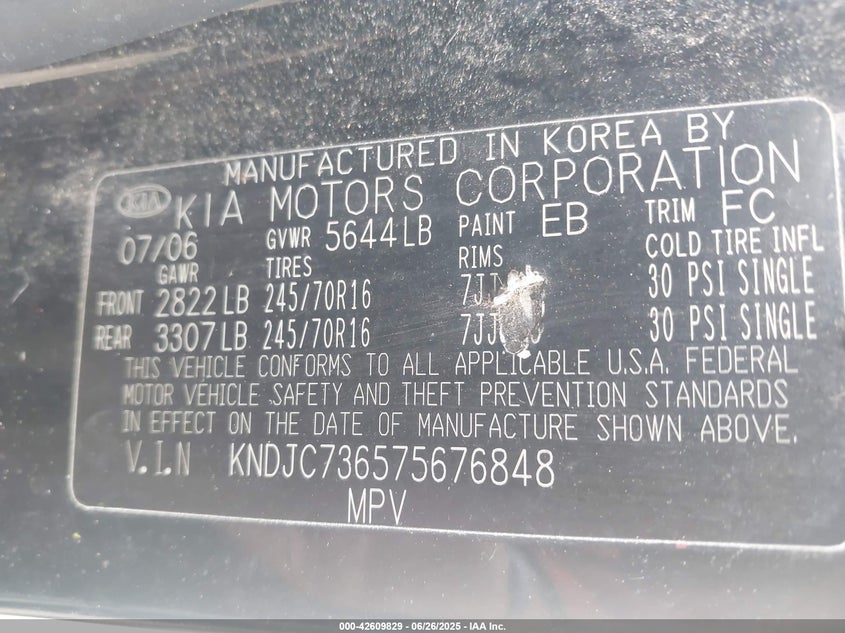 MANUFACTURED IN KOREA BY
KIA KIA MOTORS CORPORATION
07/06 GVWR 5644LB PAINT EB TRIM FC
GAWR TIRES RIMS COLD TIRE INFL
FRONT 2822LB 245/70R16 30 PSI SINGLE
REAR 3307LB 245/70R16 30 PSI SINGLE
THIS VEHICLE CONFORMS TO ALL APPLICABLE U.S.A. FEDERAL
MOTOR VEHICLE SAFETY AND THEFT PREVENTION STANDARDS
IN EFFECT ON THE DATE OF MANUFACTURE SHOWN ABOVE.
V.I.N KNDJC736575676848
MPV
000-42609829 - 06/26/2025 - IAA Inc.